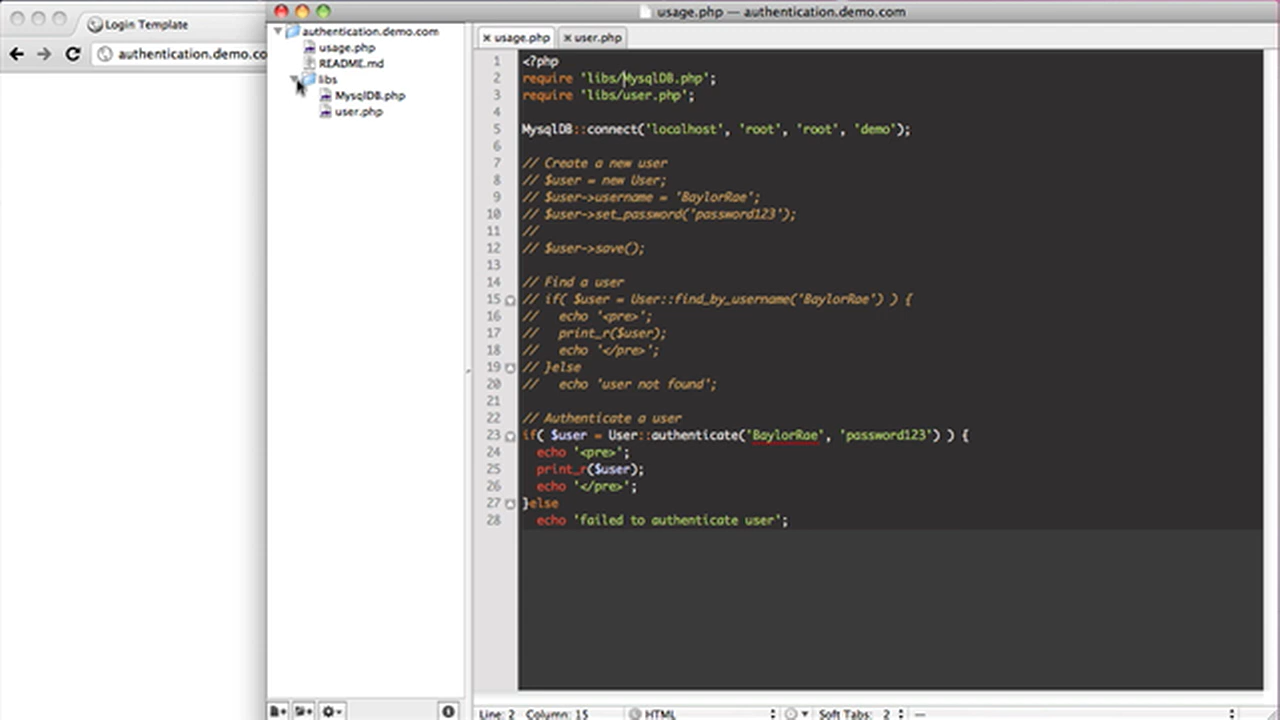 Login Template
authentication.demo.co
usage.php — authentication.demo.com
authentication.demo.com
usage.php
README.md
libs
MysqlDB.php
user.php
usage.php
user.php
1 <?php
2 require 'libs/MysqlDB.php';
3 require 'libs/user.php';
4
5 MysqlDB::connect('localhost', 'root', 'root', 'demo');
6
7 // Create a new user
8 // $user = new User;
9 // $user->username = 'BaylorRae';
10 // $user->set_password('password123');
11 //
12 // $user->save();
13
14 // Find a user
15 // if( $user = User::find_by_username('BaylorRae') ) {
16 //   echo '<pre>';
17 //   print_r($user);
18 //   echo '</pre>';
19 // }else
20 //   echo 'user not found';
21
22 // Authenticate a user
23 if( $user = User::authenticate('BaylorRae', 'password123') ) {
24   echo '<pre>';
25   print_r($user);
26   echo '</pre>';
27 }else
28   echo 'failed to authenticate user';
Line: 2 Column: 15 HTML Soft Tabs: 2 —